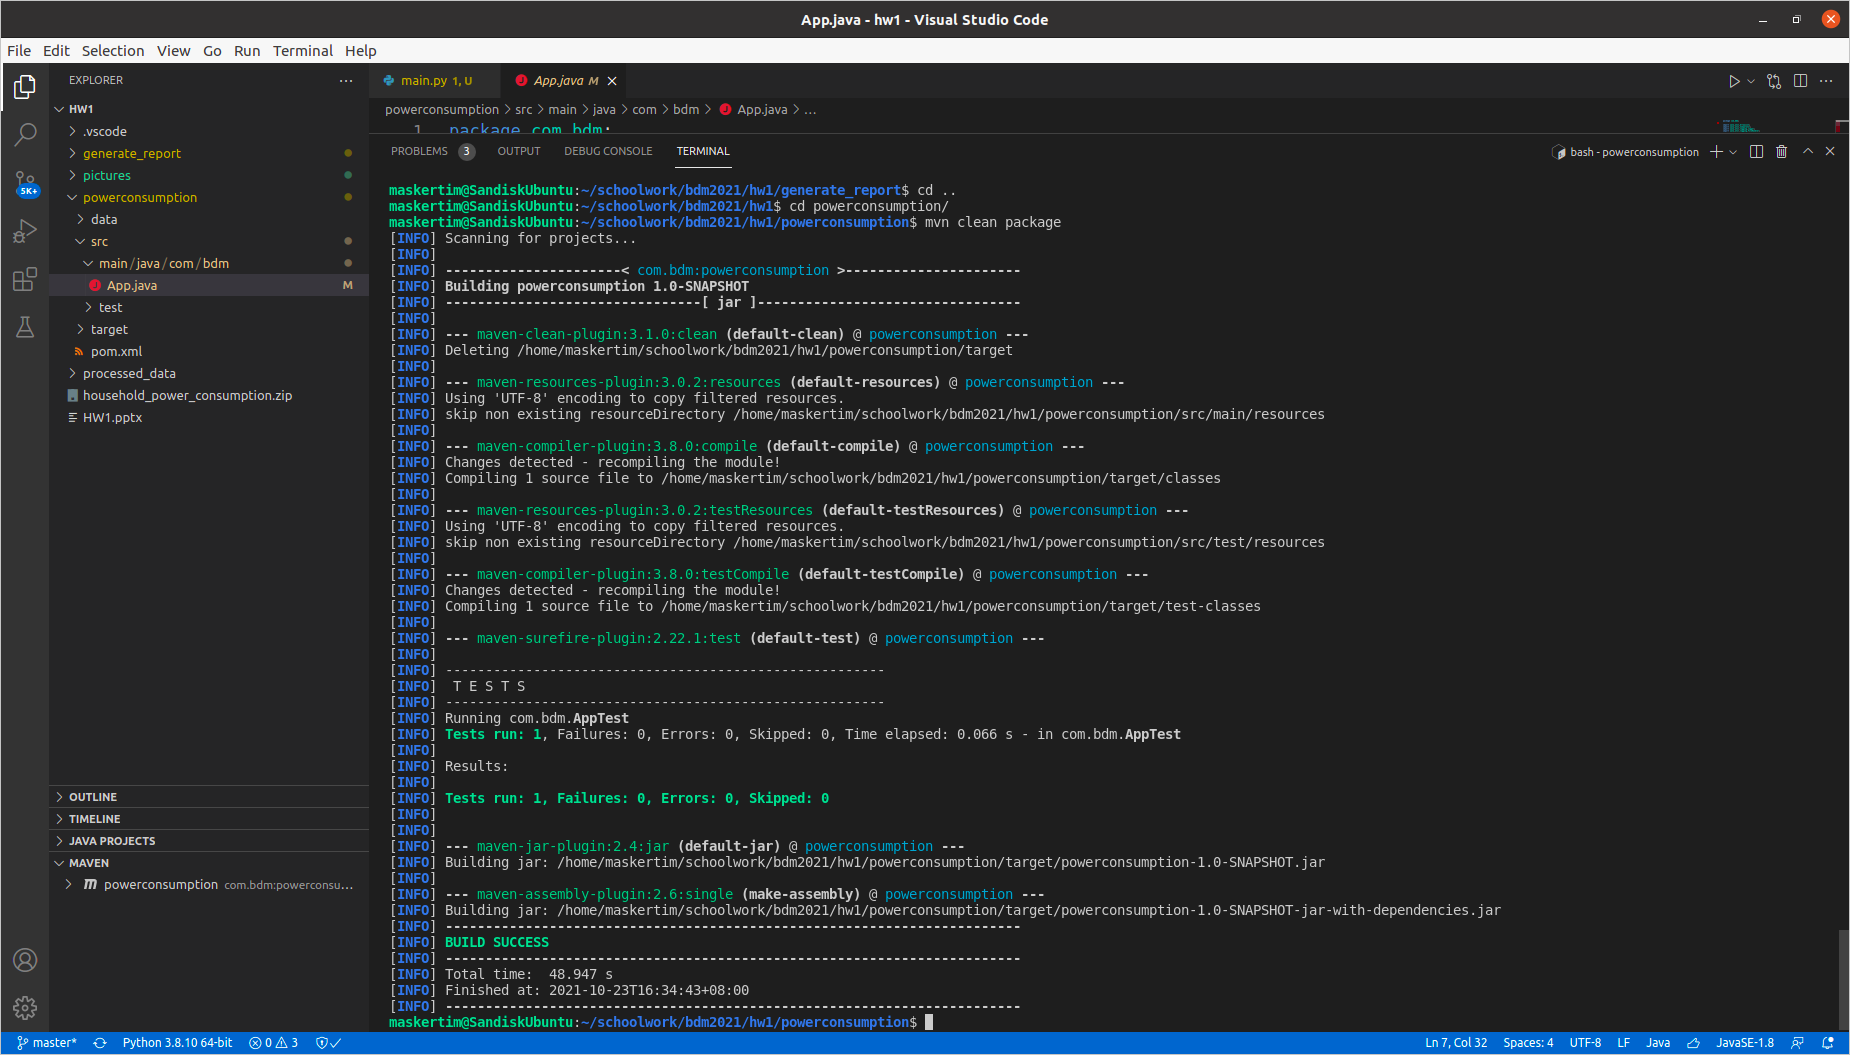 App.java - hw1 - Visual Studio Code
File Edit Selection View Go Run Terminal Help
EXPLORER
HW1
.vscode
generate_report
pictures
powerconsumption
data
src
main/java/com/bdm
App.java M
test
target
pom.xml
processed_data
household_power_consumption.zip
HW1.pptx
OUTLINE
TIMELINE
JAVA PROJECTS
MAVEN
powerconsumption com.bdm:powerconsu...
5K+
main.py 1, U
App.java M
powerconsumption > src > main > java > com > bdm > App.java > ...
1 package com.bdm;
PROBLEMS 3 OUTPUT DEBUG CONSOLE TERMINAL
bash - powerconsumption
maskertim@SandiskUbuntu:~/schoolwork/bdm2021/hw1/generate_report$ cd ..
maskertim@SandiskUbuntu:~/schoolwork/bdm2021/hw1$ cd powerconsumption/
maskertim@SandiskUbuntu:~/schoolwork/bdm2021/hw1/powerconsumption$ mvn clean package
[INFO] Scanning for projects...
[INFO]
[INFO] ----------------------< com.bdm:powerconsumption >----------------------
[INFO] Building powerconsumption 1.0-SNAPSHOT
[INFO] --------------------------------[ jar ]---------------------------------
[INFO]
[INFO] --- maven-clean-plugin:3.1.0:clean (default-clean) @ powerconsumption ---
[INFO] Deleting /home/maskertim/schoolwork/bdm2021/hw1/powerconsumption/target
[INFO]
[INFO] --- maven-resources-plugin:3.0.2:resources (default-resources) @ powerconsumption ---
[INFO] Using 'UTF-8' encoding to copy filtered resources.
[INFO] skip non existing resourceDirectory /home/maskertim/schoolwork/bdm2021/hw1/powerconsumption/src/main/resources
[INFO]
[INFO] --- maven-compiler-plugin:3.8.0:compile (default-compile) @ powerconsumption ---
[INFO] Changes detected - recompiling the module!
[INFO] Compiling 1 source file to /home/maskertim/schoolwork/bdm2021/hw1/powerconsumption/target/classes
[INFO]
[INFO] --- maven-resources-plugin:3.0.2:testResources (default-testResources) @ powerconsumption ---
[INFO] Using 'UTF-8' encoding to copy filtered resources.
[INFO] skip non existing resourceDirectory /home/maskertim/schoolwork/bdm2021/hw1/powerconsumption/src/test/resources
[INFO]
[INFO] --- maven-compiler-plugin:3.8.0:testCompile (default-testCompile) @ powerconsumption ---
[INFO] Changes detected - recompiling the module!
[INFO] Compiling 1 source file to /home/maskertim/schoolwork/bdm2021/hw1/powerconsumption/target/test-classes
[INFO]
[INFO] --- maven-surefire-plugin:2.22.1:test (default-test) @ powerconsumption ---
[INFO]
[INFO] -------------------------------------------------------
[INFO]  T E S T S
[INFO] -------------------------------------------------------
[INFO] Running com.bdm.AppTest
[INFO] Tests run: 1, Failures: 0, Errors: 0, Skipped: 0, Time elapsed: 0.066 s - in com.bdm.AppTest
[INFO]
[INFO] Results:
[INFO]
[INFO] Tests run: 1, Failures: 0, Errors: 0, Skipped: 0
[INFO]
[INFO]
[INFO] --- maven-jar-plugin:2.4:jar (default-jar) @ powerconsumption ---
[INFO] Building jar: /home/maskertim/schoolwork/bdm2021/hw1/powerconsumption/target/powerconsumption-1.0-SNAPSHOT.jar
[INFO]
[INFO] --- maven-assembly-plugin:2.6:single (make-assembly) @ powerconsumption ---
[INFO] Building jar: /home/maskertim/schoolwork/bdm2021/hw1/powerconsumption/target/powerconsumption-1.0-SNAPSHOT-jar-with-dependencies.jar
[INFO] ------------------------------------------------------------------------
[INFO] BUILD SUCCESS
[INFO] ------------------------------------------------------------------------
[INFO] Total time:  48.947 s
[INFO] Finished at: 2021-10-23T16:34:43+08:00
[INFO] ------------------------------------------------------------------------
maskertim@SandiskUbuntu:~/schoolwork/bdm2021/hw1/powerconsumption$
master* Python 3.8.10 64-bit 0 3 Ln 7, Col 32 Spaces: 4 UTF-8 LF Java JavaSE-1.8